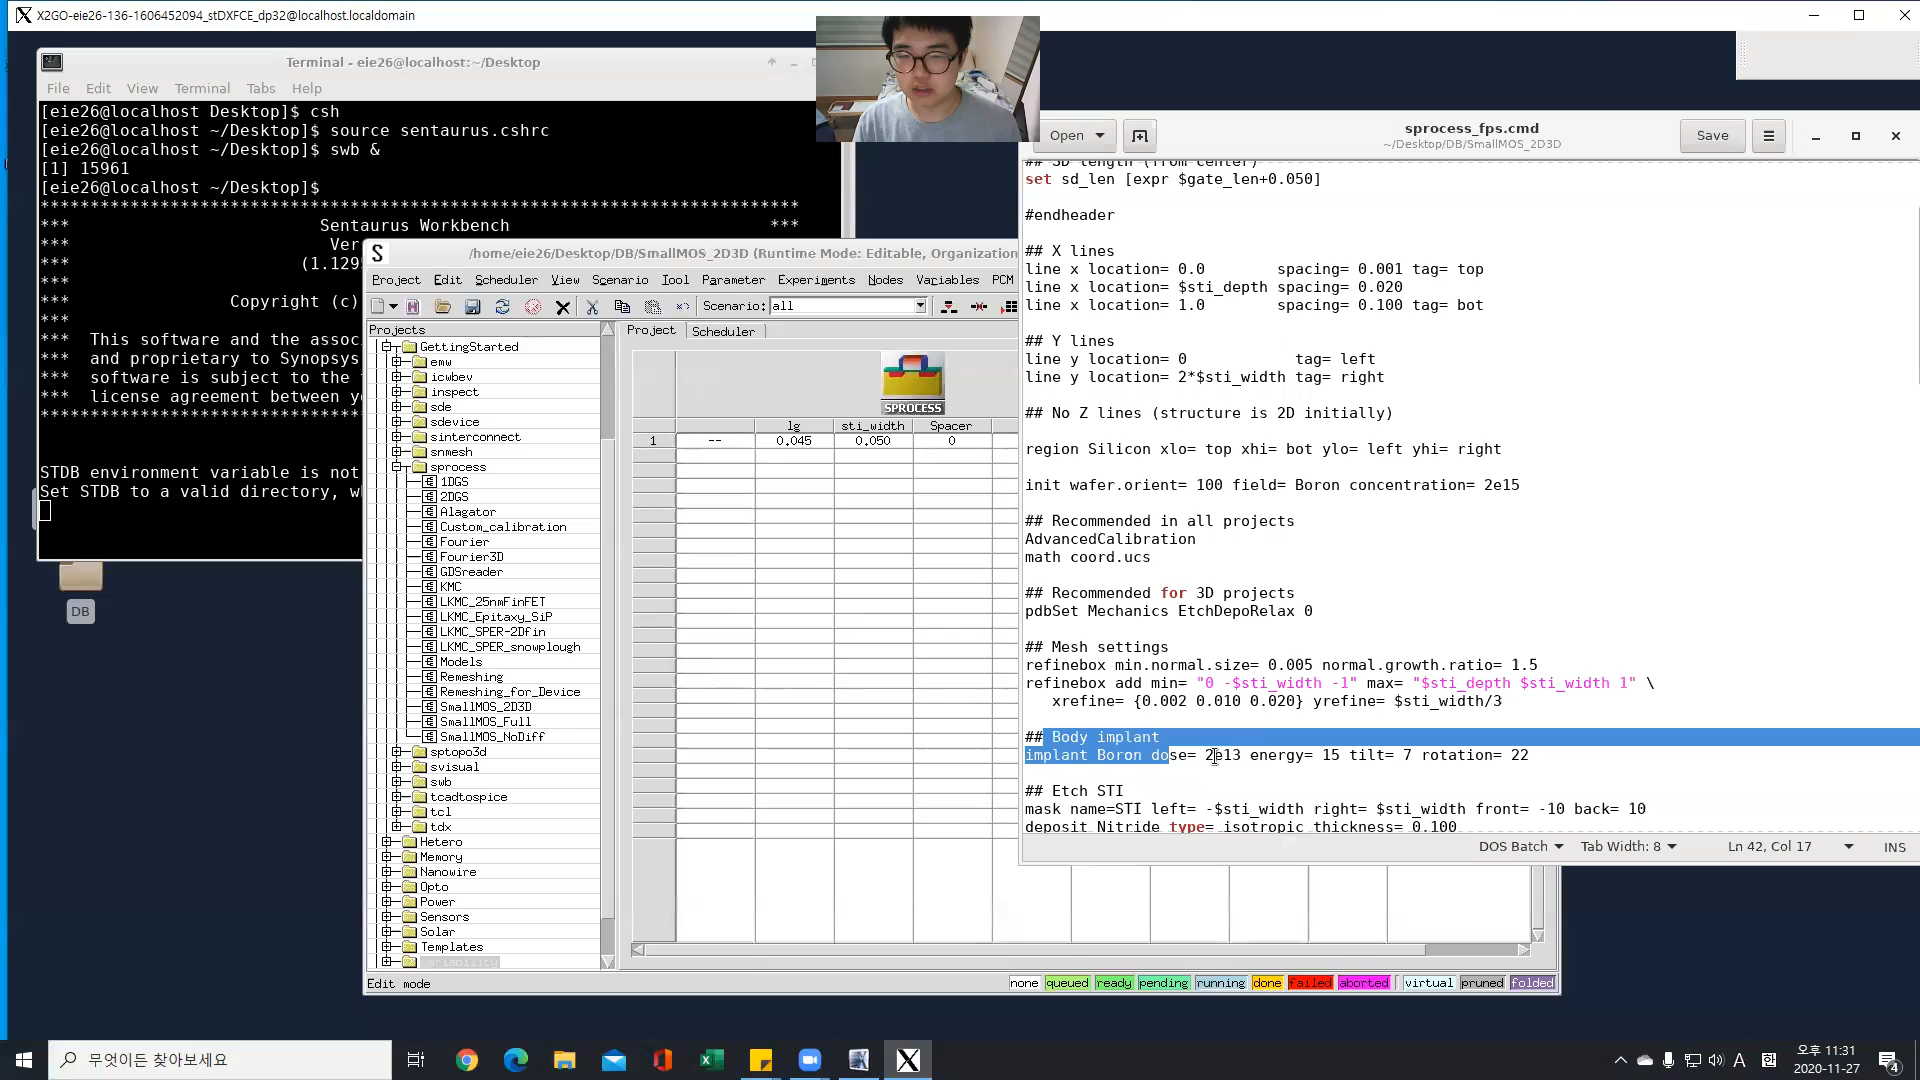 X2GO-eie26-136-1606452094_stDXFCE_dp32@localhost.localdomain
Terminal - eie26@localhost:~/Desktop
File Edit View Terminal Tabs Help
[eie26@localhost Desktop]$ csh
[eie26@localhost ~/Desktop]$ source sentaurus.cshrc
[eie26@localhost ~/Desktop]$ swb &
[1] 15961
[eie26@localhost ~/Desktop]$
****************************************************************************
*** Sentaurus Workbench ***
*** Ver
*** (1.129
***
*** Copyright (c)
***
*** This software and the assoc
*** and proprietary to Synopsys
*** software is subject to the
*** license agreement between y
STDB environment variable is not
Set STDB to a valid directory, w
DB
/home/eie26/Desktop/DB/SmallMOS_2D3D (Runtime Mode: Editable, Organization
Project Edit Scheduler View Scenario Tool Parameter Experiments Nodes Variables PCM
Scenario: all
Projects
GettingStarted
emw
icwbev
inspect
sde
sdevice
sinterconnect
snmesh
sprocess
1DGS
2DGS
Alagator
Custom_calibration
Fourier
Fourier3D
GDSreader
KMC
LKMC_25nmFinFET
LKMC_Epitaxy_SiP
LKMC_SPER-2Dfin
LKMC_SPER_snowplough
Models
Remeshing
Remeshing_for_Device
SmallMOS_2D3D
SmallMOS_Full
SmallMOS_NoDiff
sptopo3d
svisual
swb
tcadtospice
tcl
tdx
Hetero
Memory
Nanowire
Opto
Power
Sensors
Solar
Templates
Project Scheduler
SPROCESS
lg sti_width Spacer
1 -- 0.045 0.050 0
Edit mode
none queued ready pending running done failed aborted virtual pruned folded
Open
sprocess_fps.cmd
~/Desktop/DB/SmallMOS_2D3D
Save
## SD length (from center)
set sd_len [expr $gate_len+0.050]
#endheader
## X lines
line x location= 0.0 spacing= 0.001 tag= top
line x location= $sti_depth spacing= 0.020
line x location= 1.0 spacing= 0.100 tag= bot
## Y lines
line y location= 0 tag= left
line y location= 2*$sti_width tag= right
## No Z lines (structure is 2D initially)
region Silicon xlo= top xhi= bot ylo= left yhi= right
init wafer.orient= 100 field= Boron concentration= 2e15
## Recommended in all projects
AdvancedCalibration
math coord.ucs
## Recommended for 3D projects
pdbSet Mechanics EtchDepoRelax 0
## Mesh settings
refinebox min.normal.size= 0.005 normal.growth.ratio= 1.5
refinebox add min= "0 -$sti_width -1" max= "$sti_depth $sti_width 1" \
xrefine= {0.002 0.010 0.020} yrefine= $sti_width/3
## Body implant
implant Boron dose= 2e13 energy= 15 tilt= 7 rotation= 22
## Etch STI
mask name=STI left= -$sti_width right= $sti_width front= -10 back= 10
deposit Nitride type= isotropic thickness= 0.100
DOS Batch Tab Width: 8 Ln 42, Col 17 INS
무엇이든 찾아보세요
A 한 오후 11:31
2020-11-27
4